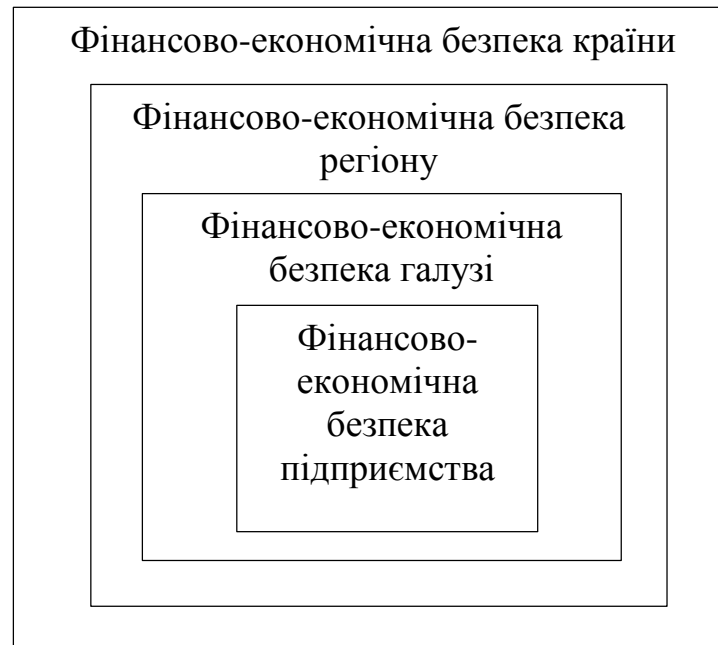 Фінансово-економічна безпека країни
Фінансово-економічна безпека
регіону
Фінансово-економічна
безпека галузі
Фінансово-
економічна
безпека
підприємства